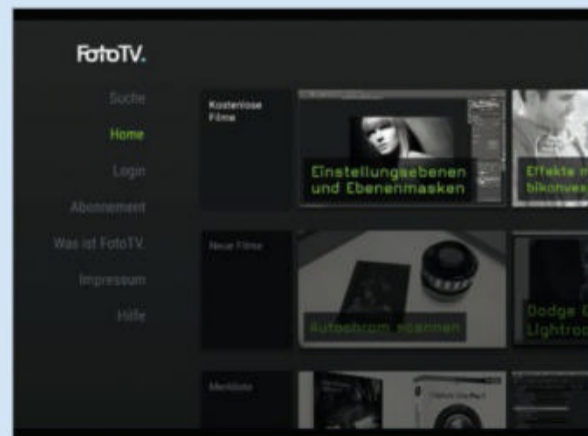 FotoTV.
Suche
Home
Login
Abonnement
Was ist FotoTV.
Impressum
Hilfe
Kostenlose
Filme
Einstellungsebenen
und Ebenenmasken
Effekte m
bikonvex
Neue Filme
Autochrom scannen
Dodge &
Lightroo
Merkliste